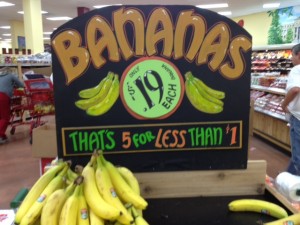 BANANAS
19¢
EACH
THAT'S 5 FOR LESS THAN $1